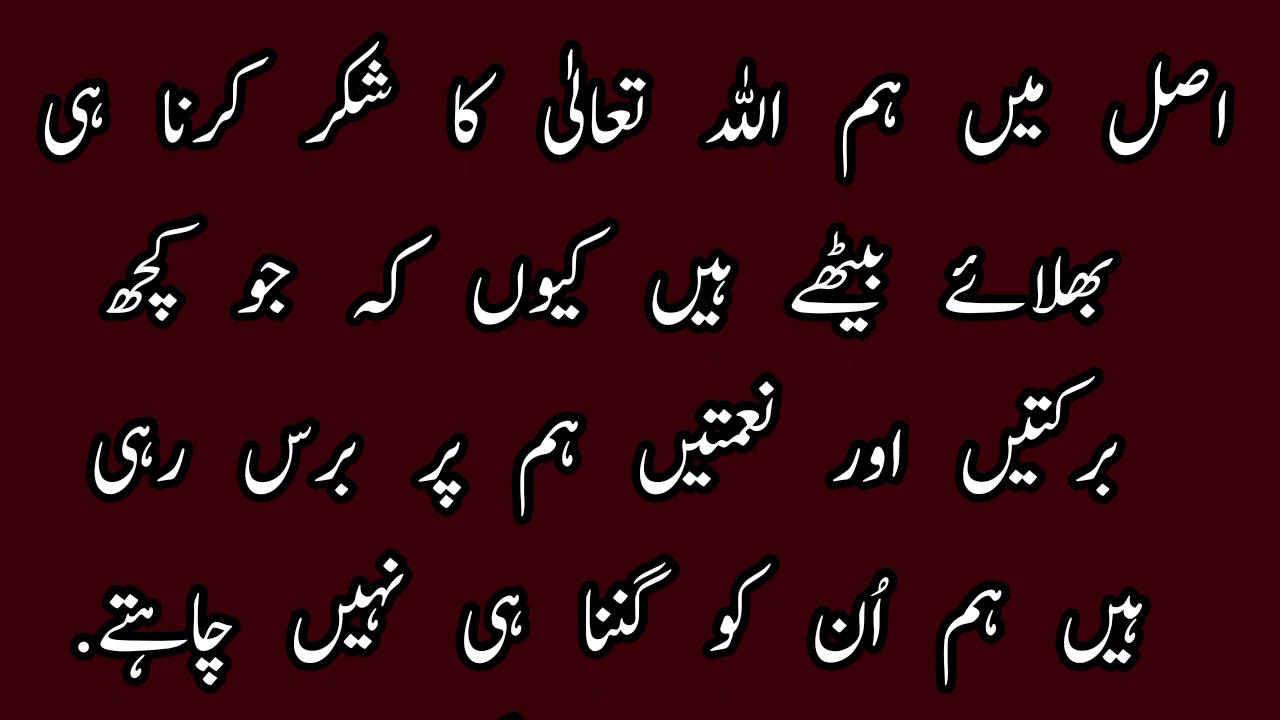 اصل میں ہم اللہ تعالٰی کا شکر کرنا ہی
بھلائے بیٹھے ہیں کیوں کہ جو کچھ
برکتیں اور نعمتیں ہم پر برس رہی
ہیں ہم اُن کو گننا ہی نہیں چاہتے.